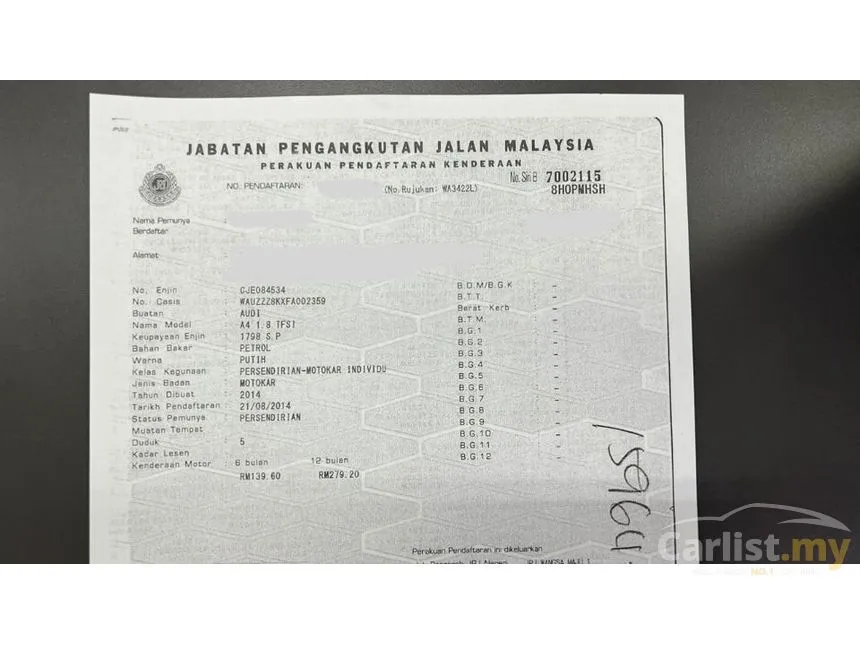 JABATAN PENGANGKUTAN JALAN MALAYSIA
PERAKUAN PENDAFTARAN KENDERAAN
No. Siri B 7002115
NO. PENDAFTARAN: (No.Rujukan: WA3422L) 8HOPMHSH
Nama Pemunya :
Berdaftar
Alamat :
No. Enjin : CJE084534
No. Casis : WAUZZZ8KXFA002359
Buatan : AUDI
Nama Model : A4 1.8 TFSI
Keupayaan Enjin : 1798 S.P
Bahan Bakar : PETROL
Warna : PUTIH
Kelas Kegunaan : PERSENDIRIAN-MOTOKAR INDIVIDU
Jenis Badan : MOTOKAR
Tahun Dibuat : 2014
Tarikh Pendaftaran : 21/08/2014
Status Pemunya : PERSENDIRIAN
Muatan Tempat
Duduk : 5
Kadar Lesen
Kenderaan Motor : 6 bulan 12 bulan
RM139.60 RM279.20
B.D.M/B.G.K : -
B.T.T. : -
Berat Kerb : -
B.T.M. : -
B.G.1 : -
B.G.2 : -
B.G.3 : -
B.G.4 : -
B.G.5 : -
B.G.6 : -
B.G.7 : -
B.G.8 : -
B.G.9 : -
B.G.10 : -
B.G.11 : -
B.G.12 : -
Perakuan Pendaftaran ini dikeluarkan
JPJ WANGSA MAJU
Carlist.my
NO.1